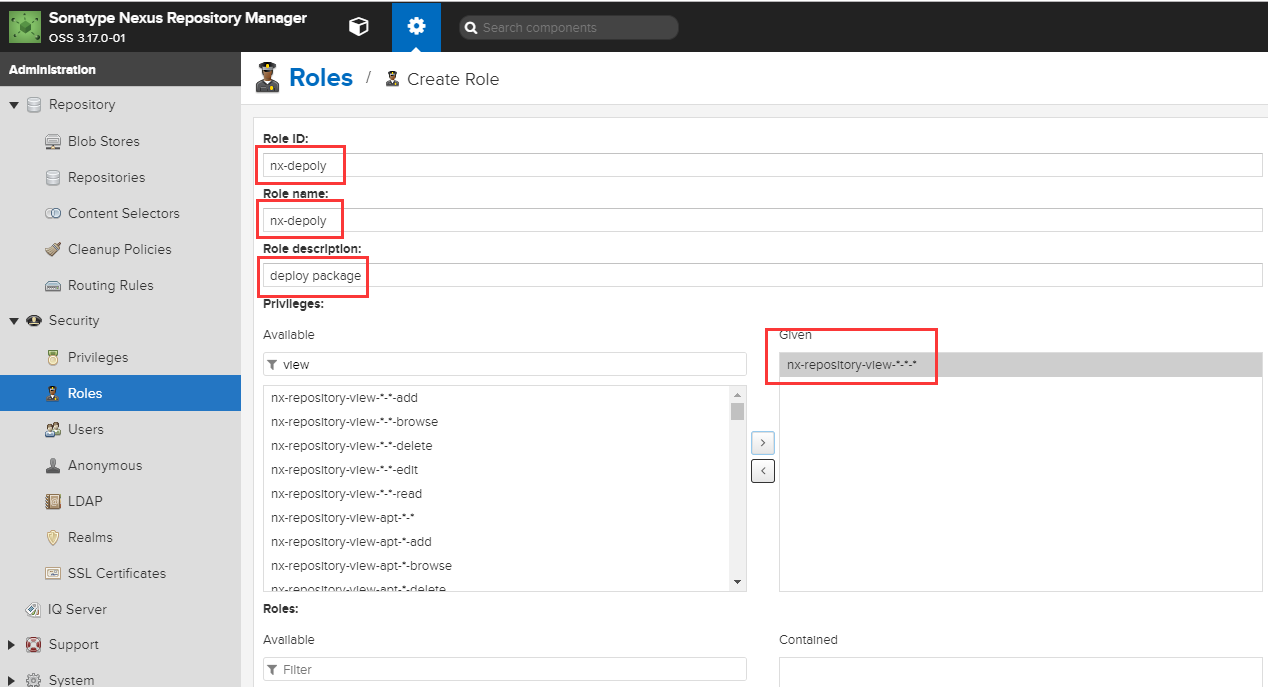 Sonatype Nexus Repository Manager
OSS 3.17.0-01
Search components
Administration
Repository
Blob Stores
Repositories
Content Selectors
Cleanup Policies
Routing Rules
Security
Privileges
Roles
Users
Anonymous
LDAP
Realms
SSL Certificates
IQ Server
Support
System
Roles / Create Role
Role ID:
nx-depoly
Role name:
nx-depoly
Role description:
deploy package
Privileges:
Available
view
nx-repository-view-*-*-add
nx-repository-view-*-*-browse
nx-repository-view-*-*-delete
nx-repository-view-*-*-edit
nx-repository-view-*-*-read
nx-repository-view-apt-*-*
nx-repository-view-apt-*-add
nx-repository-view-apt-*-browse
nx-repository-view-apt-*-delete
Given
nx-repository-view-*-*-*
Roles:
Available
Filter
Contained